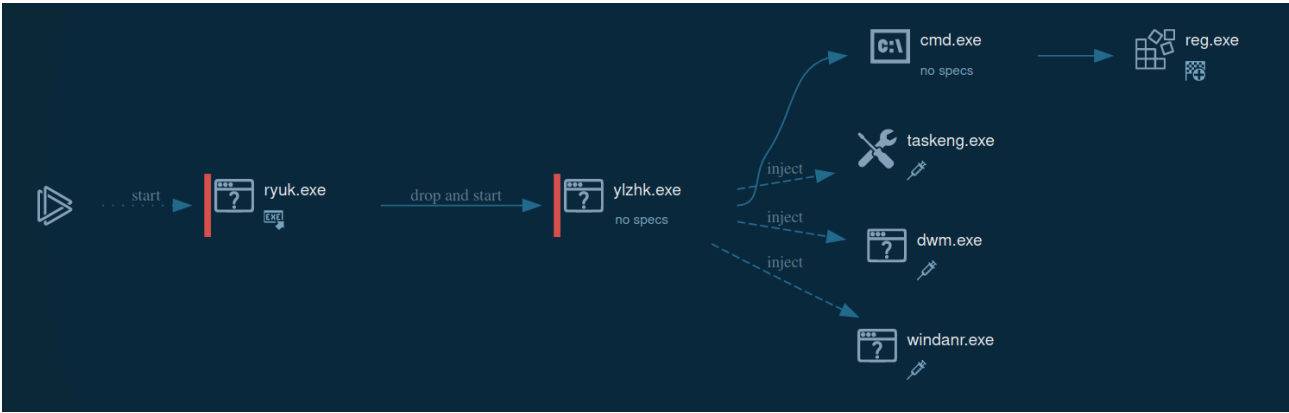 C:\
cmd.exe
no specs
reg.exe
taskeng.exe
inject
start
ryuk.exe
EXE
drop and start
ylzhk.exe
no specs
inject
dwm.exe
inject
windanr.exe